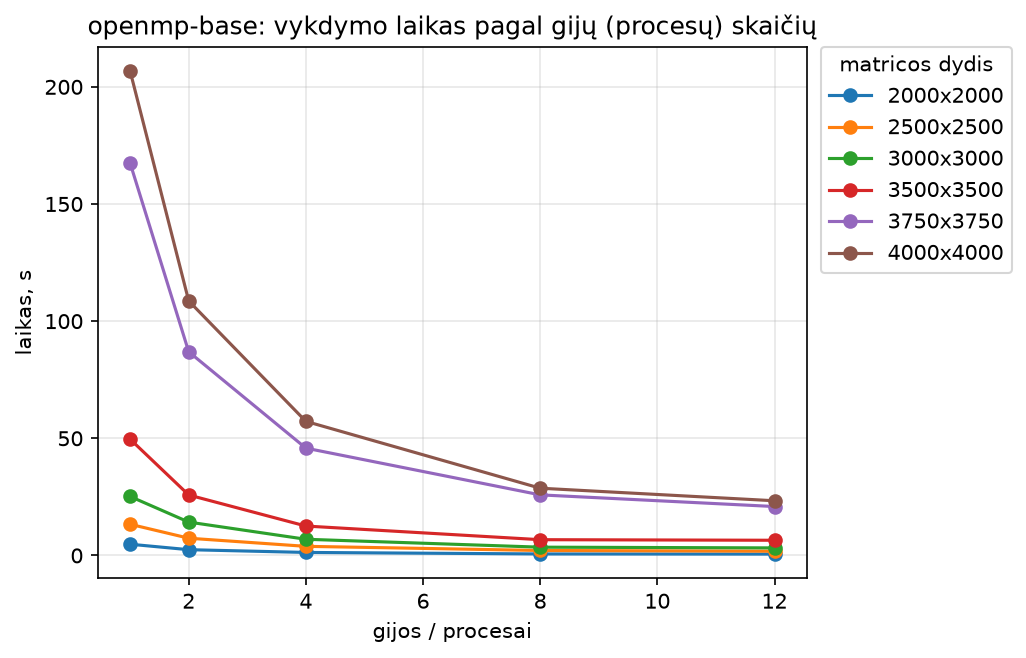 openmp-base: vykdymo laikas pagal gijų (procesų) skaičių
matricos dydis
2000x2000
2500x2500
3000x3000
3500x3500
3750x3750
4000x4000
200
150
100
50
0
laikas, s
2
4
6
8
10
12
gijos / procesai